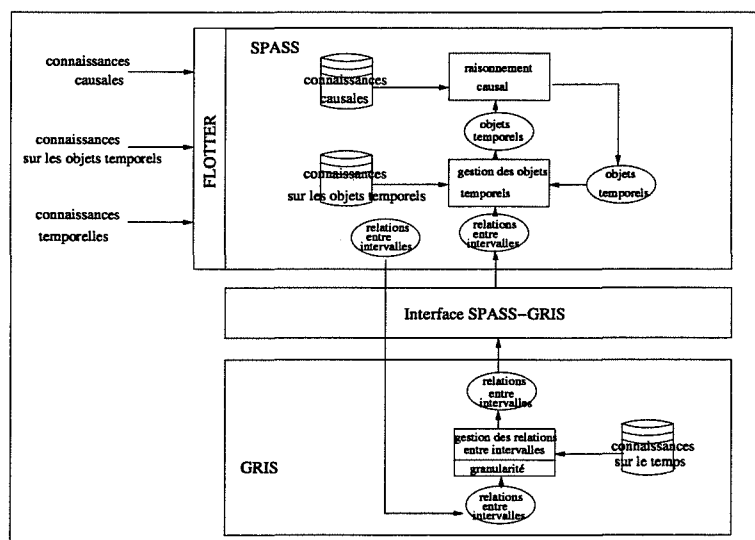 connaissances
causales
connaissances
sur les objets temporels
connaissances
temporelles
FLOTTER
SPASS
connaissances
causales
raisonnement
causal
objets
temporels
connaissances
sur les objets temporels
gestion des objets
temporels
objets
temporels
relations
entre
intervalles
relations
entre
intervalles
Interface SPASS-GRIS
GRIS
relations
entre
intervalles
gestion des relations
entre intervalles
granularité
connaissances
sur le temps
relations
entre
intervalles